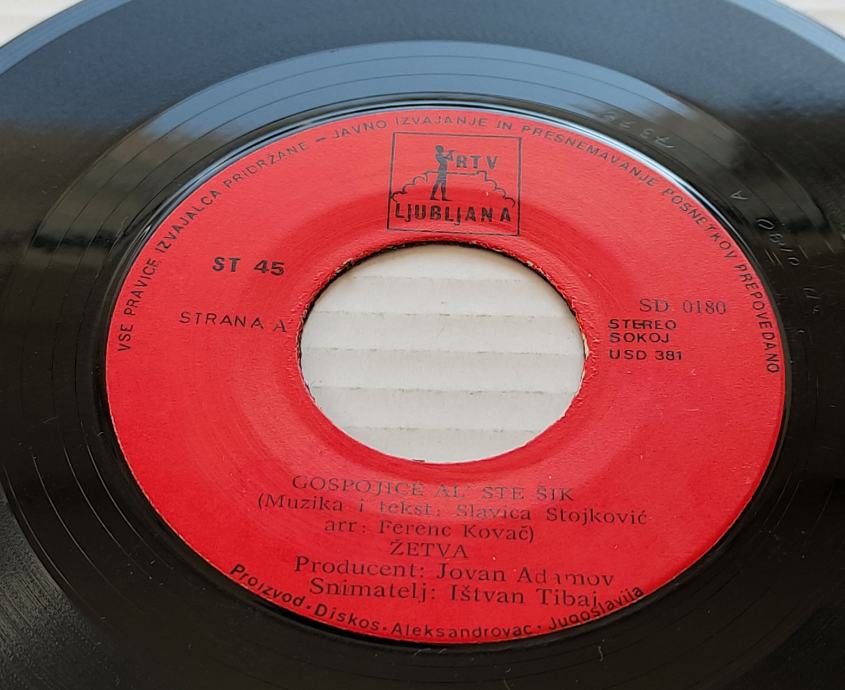 VSE PRAVICE IZVAJALCA PRIDRŽANE – JAVNO IZVAJANJE IN PRESNEMAVANJE POSNETKOV PREPOVEDANO
RTV
LJUBLJANA
ST 45
STRANA A
SD 0180
STEREO
SOKOJ
USD 381
GOSPOJICE AL' STE ŠIK
(Muzika i tekst: Slavica Stojković
arr: Ferenc Kovač)
ŽETVA
Producent: Jovan Adamov
Snimatelj: Ištvan Tibaj
Proizvod · Diskos · Aleksandrovac · Jugoslavija